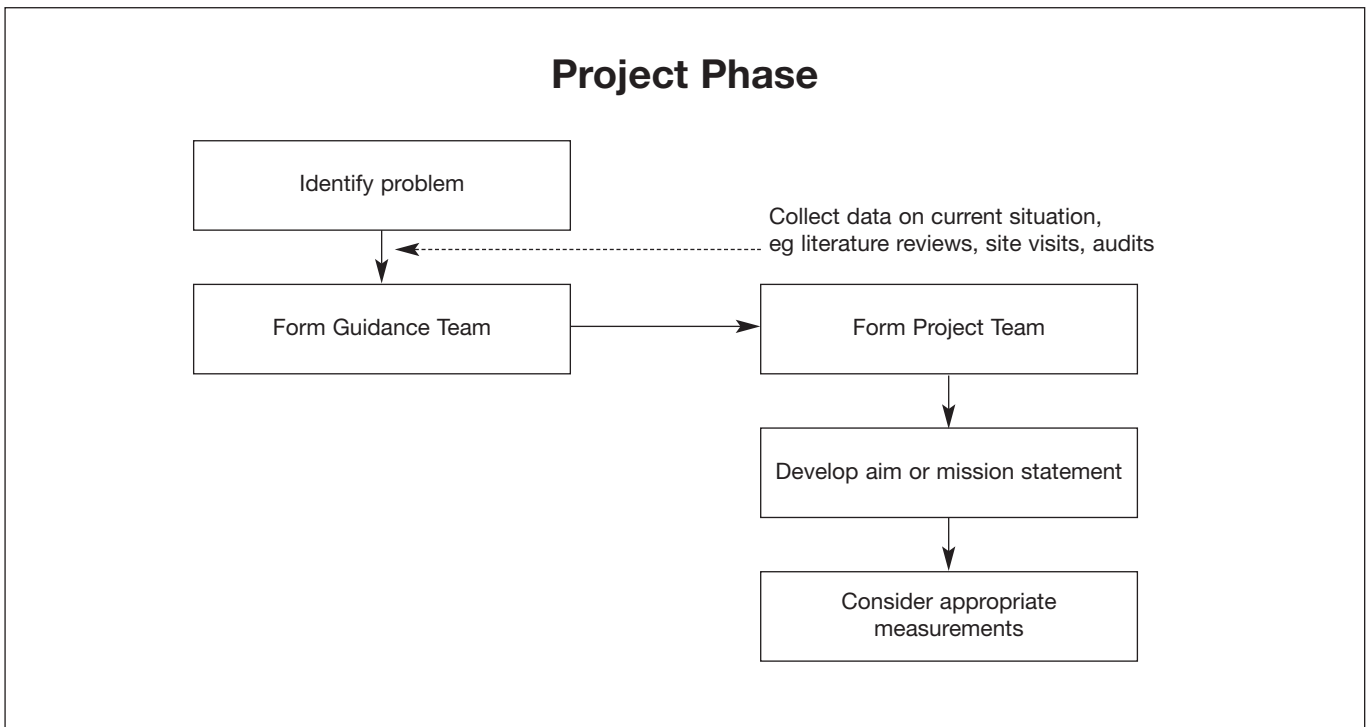 Project Phase
Identify problem
Collect data on current situation,
eg literature reviews, site visits, audits
Form Guidance Team
Form Project Team
Develop aim or mission statement
Consider appropriate
measurements